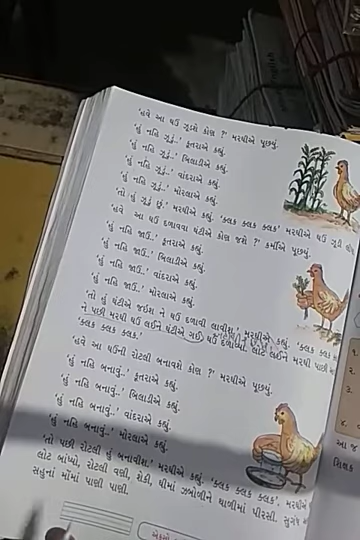 'હવે આ ઘઉં ઝૂડશે કોણ ?' મરઘીએ પૂછ્યું.
'હું નહિ ઝૂડું..' કૂતરાએ કહ્યું.
'હું નહિ ઝૂડું..' બિલાડીએ કહ્યું.
'હું નહિ ઝૂડું..' વાંદરાએ કહ્યું.
'હું નહિ ઝૂડું..' મોરલાએ કહ્યું.
'તો હું ઝૂડું છું.' મરઘીએ કહ્યું. 'ક્લક ક્લક ક્લક' મરઘીએ ઘઉં ઝૂડી
'હવે આ ઘઉં દળાવવા ઘંટીએ કોણ જશે ?' પૂછ્યું.
'હું નહિ જાઉં..' કૂતરાએ કહ્યું.
'હું નહિ જાઉં..' બિલાડીએ કહ્યું.
'હું નહિ જાઉં..' વાંદરાએ કહ્યું.
'હું નહિ જાઉં..' મોરલાએ કહ્યું.
'તો હું ઘંટીએ જઈશ ને ઘઉં દળાવી લાવીશ.' મરઘીએ કહ્યું. 'ક્લક ક્લક
ને પછી મરઘી ઘઉં લઈને ઘંટીએ ગઈ. ઘઉં દળાવ્યા. લોટ લઈને મરઘી પાછી
'ક્લક ક્લક ક્લક.'
'હવે આ ઘઉંની રોટલી બનાવશે કોણ ?' મરઘીએ પૂછ્યું.
'હું નહિ બનાવું..' કૂતરાએ કહ્યું.
'હું નહિ બનાવું..' બિલાડીએ કહ્યું.
'હું નહિ બનાવું..' વાંદરાએ કહ્યું.
'હું નહિ બનાવું..' મોરલાએ કહ્યું.
'તો પછી રોટલી હું બનાવીશ.' મરઘીએ કહ્યું. 'ક્લક ક્લક ક્લક'. મરઘીએ
લોટ બાંધ્યો, રોટલી વણી, શેકી, ઘીમાં ઝબોળીને થાળીમાં પીરસી. સુગંધ
સહુનાં મોંમાં પાણી પાણી.
૨.
૩.
૪.
આ જ
શિક્ષક